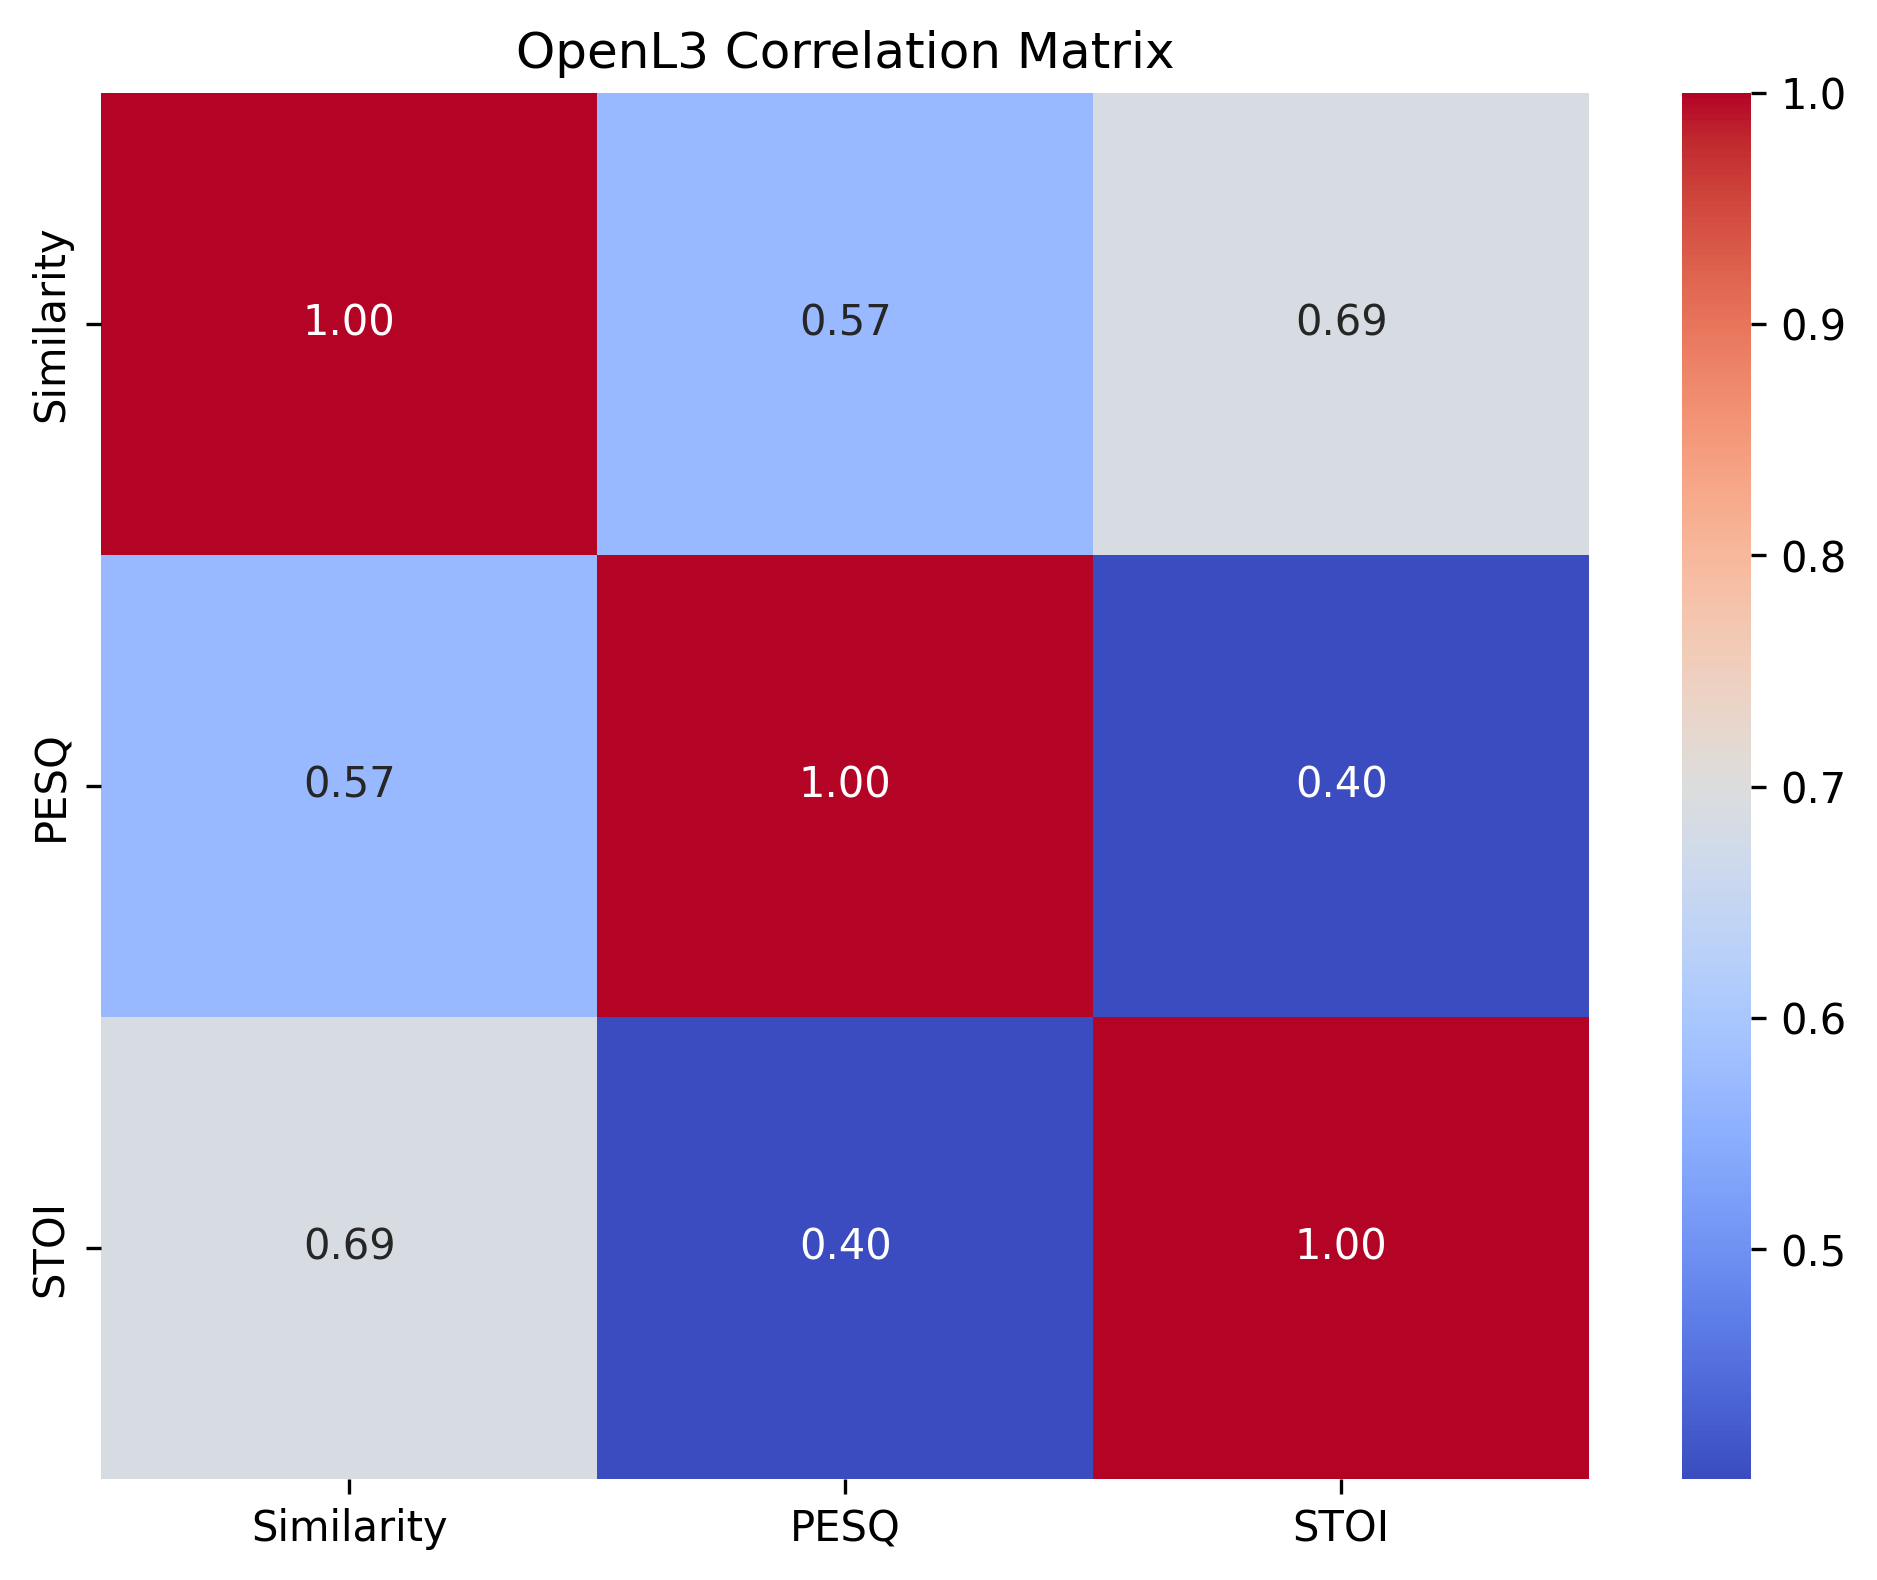 OpenL3 Correlation Matrix
Similarity 1.00 0.57 0.69
PESQ 0.57 1.00 0.40
STOI 0.69 0.40 1.00
Similarity PESQ STOI
1.0
0.9
0.8
0.7
0.6
0.5